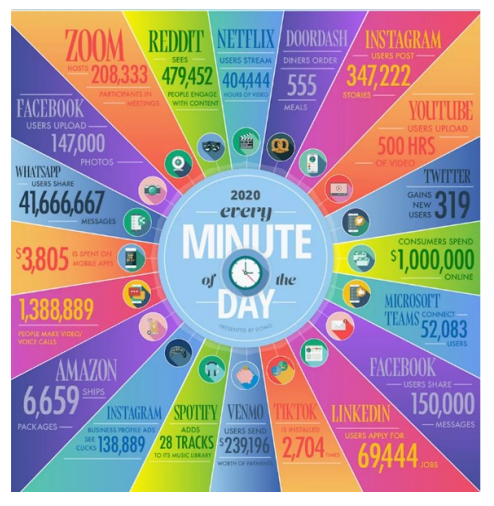 2020
every
MINUTE
of the
DAY
PRESENTED BY DOMO
ZOOM
HOSTS 208,333
PARTICIPANTS IN
MEETINGS
REDDIT
SEES
479,452
PEOPLE ENGAGE
WITH CONTENT
NETFLIX
USERS STREAM
404,444
HOURS OF VIDEO
DOORDASH
DINERS ORDER
555
MEALS
INSTAGRAM
USERS POST
347,222
STORIES
YOUTUBE
USERS UPLOAD
500 HRS
OF VIDEO
TWITTER
GAINS
NEW
USERS 319
CONSUMERS SPEND
$1,000,000
ONLINE
MICROSOFT
TEAMS CONNECT
52,083
USERS
FACEBOOK
USERS SHARE
150,000
MESSAGES
LINKEDIN
USERS APPLY FOR
69,444 JOBS
TIKTOK
IS INSTALLED
2,704 TIMES
VENMO
USERS SEND
$239,196
WORTH OF PAYMENTS
SPOTIFY
ADDS
28 TRACKS
TO ITS MUSIC LIBRARY
INSTAGRAM
BUSINESS PROFILE ADS
SEE
CLICKS 138,889
AMAZON
SHIPS
6,659
PACKAGES
1,388,889
PEOPLE MAKE VIDEO/
VOICE CALLS
$3,805 IS SPENT ON
MOBILE APPS
WHATSAPP
USERS SHARE
41,666,667
MESSAGES
FACEBOOK
USERS UPLOAD
147,000
PHOTOS